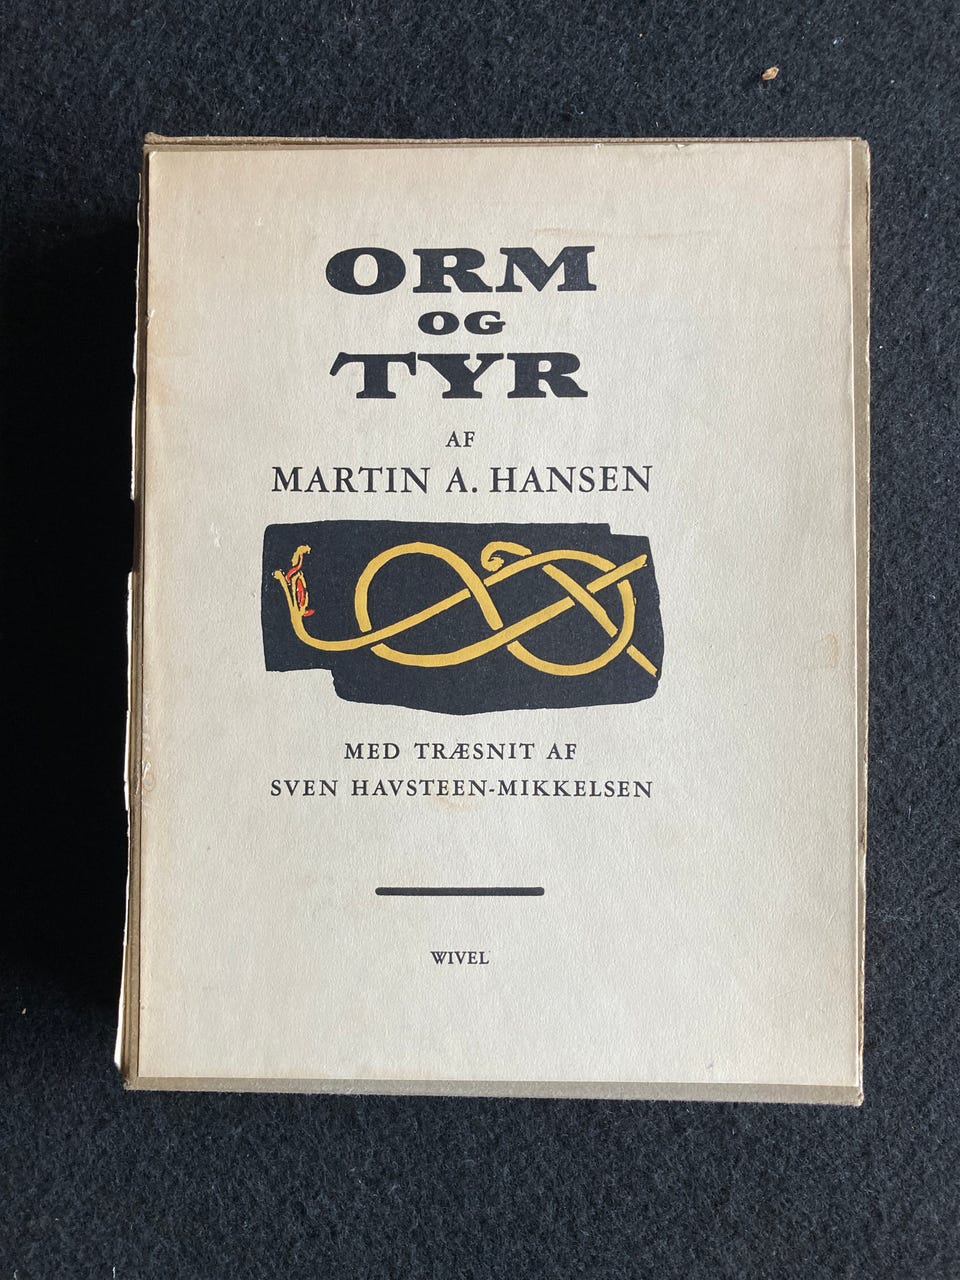 ORM
OG
TYR
AF
MARTIN A. HANSEN
MED TRÆSNIT AF
SVEN HAVSTEEN-MIKKELSEN
WIVEL